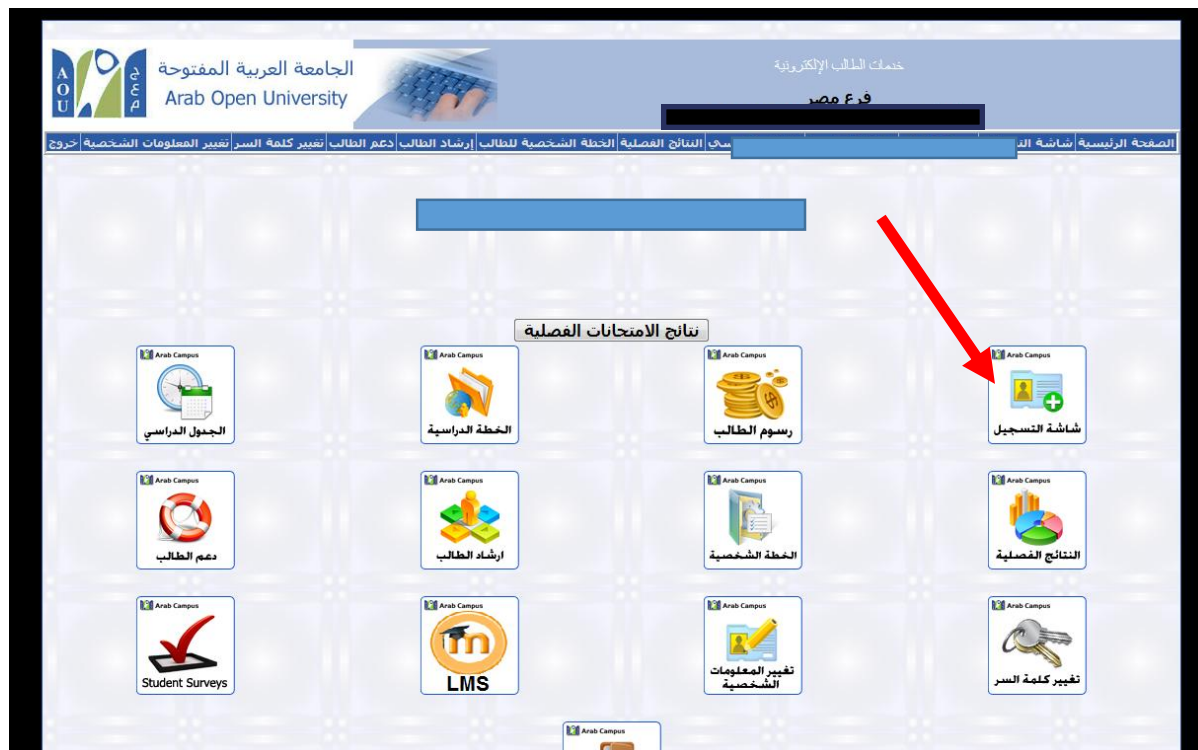 خدمات الطالب الإلكترونية
فرع مصر
الجامعة العربية المفتوحة
Arab Open University
A O U
ج ع م
الصفحة الرئيسية | شاشة | النتائج الفصلية | الخطة الشخصية للطالب | إرشاد الطالب | دعم الطالب | تغيير كلمة السر | تغيير المعلومات الشخصية | خروج
نتائج الامتحانات الفصلية
Arab Campus
شاشة التسجيل
Arab Campus
رسوم الطالب
Arab Campus
الخطة الدراسية
Arab Campus
الجدول الدراسي
Arab Campus
النتائج الفصلية
Arab Campus
الخطة الشخصية
Arab Campus
ارشاد الطالب
Arab Campus
دعم الطالب
Arab Campus
تغيير كلمة السر
Arab Campus
تغيير المعلومات
الشخصية
Arab Campus
m
LMS
Arab Campus
Student Surveys
Arab Campus